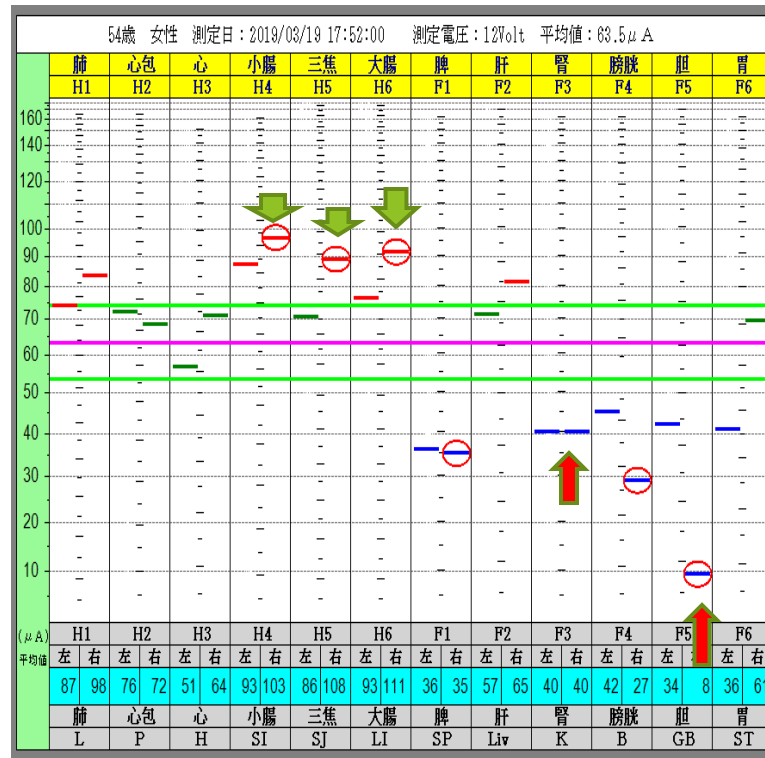 54歳 女性 測定日:2019/03/19 17:52:00 測定電圧:12Volt 平均値:63.5μA
肺 心包 心 小腸 三焦 大腸 脾 肝 腎 膀胱 胆 胃
H1 H2 H3 H4 H5 H6 F1 F2 F3 F4 F5 F6
160
140
120
100
90
80
70
60
50
40
30
20
10
(μA) H1 H2 H3 H4 H5 H6 F1 F2 F3 F4 F5 F6
平均値 左 右 左 右 左 右 左 右 左 右 左 右 左 右 左 右 左 右 左 右 左 左 右
87 98 76 72 51 64 93 103 86 108 93 111 36 35 57 65 40 40 42 27 34 8 36
肺 心包 心 小腸 三焦 大腸 脾 肝 腎 膀胱 胆 胃
L P H SI SJ LI SP Liv K B GB ST